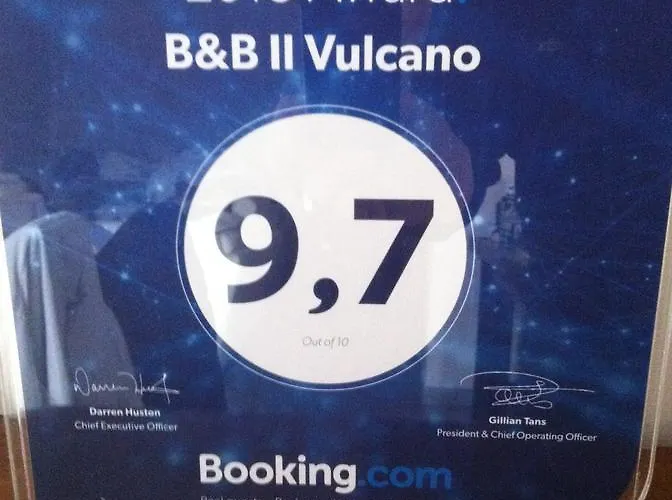 Award.
B&B Il Vulcano
9,7
Out of 10
Darren Huston
Chief Executive Officer
Gillian Tans
President & Chief Operating Officer
Booking.com